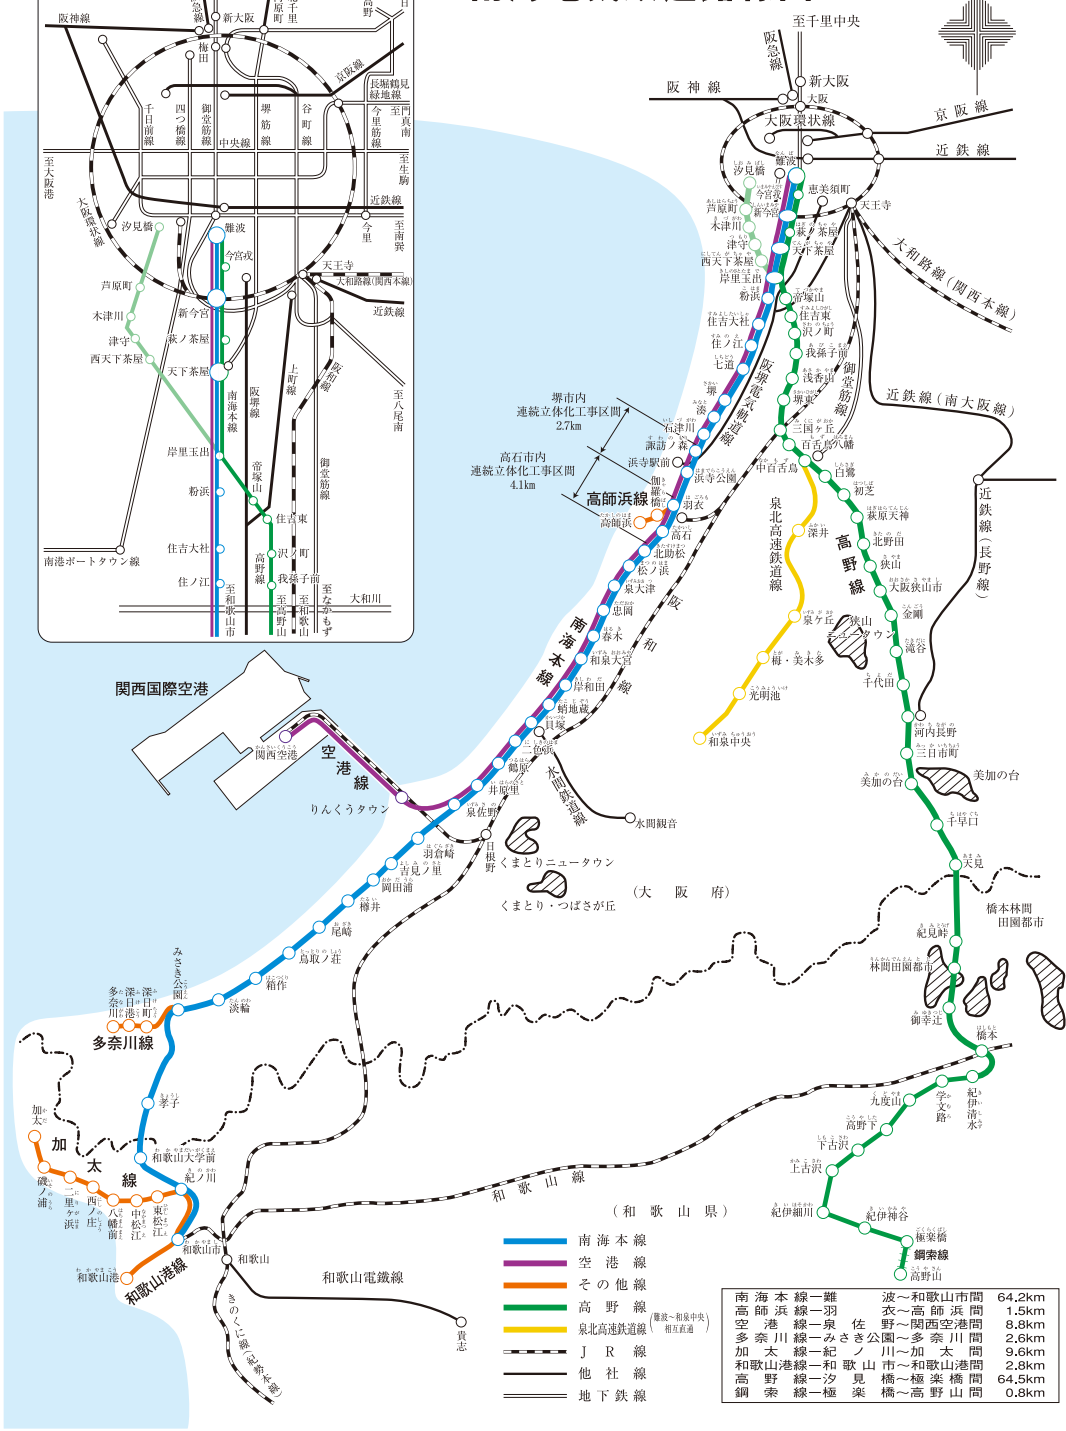 阪神線
新大阪
梅田
京阪線
長堀鶴見
緑地線
千日前線
四つ橋線
御堂筋線
堺筋線
谷町線
今里筋線
至門真南
中央線
至大阪港
至生駒
近鉄線
大阪環状線
汐見橋
難波
今里
至南巽
今宮戎
天王寺
大和路線(関西本線)
芦原町
新今宮
近鉄線
木津川
津守
萩ノ茶屋
西天下茶屋
天下茶屋
阪和線
上町線
南海本線
阪堺線
至八尾南
岸里玉出
帝塚山
御堂筋線
粉浜
住吉東
住吉大社
高野線
沢ノ町
南港ポートタウン線
住ノ江
我孫子前
至和歌山市
至高野山
至和歌山
至なかもず
大和川
至千里中央
阪急線
阪神線
新大阪
大阪
大阪環状線
京阪線
近鉄線
汐見橋
難波
今宮戎
恵美須町
芦原町
新今宮
天王寺
木津川
萩ノ茶屋
津守
天下茶屋
西天下茶屋
大和路線(関西本線)
岸里玉出
粉浜
帝塚山
住吉大社
住吉東
沢ノ町
住ノ江
我孫子前
七道
阪堺電気軌道線
浅香山
御堂筋線
堺
堺東
近鉄線(南大阪線)
堺市内
連続立体化工事区間
2.7km
湊
石津川
三国ケ丘
諏訪ノ森
百舌鳥八幡
高石市内
連続立体化工事区間
4.1km
浜寺駅前
中百舌鳥
白鷺
浜寺公園
初芝
近鉄線(長野線)
高師浜線
伽羅橋
羽衣
萩原天神
高師浜
高石
泉北高速鉄道線
深井
高野線
北野田
北助松
松ノ浜
狭山
泉大津
大阪狭山市
忠岡
阪和線
泉ケ丘
狭山
ニュータウン
金剛
春木
南海本線
和泉大宮
栂・美木多
滝谷
岸和田
光明池
千代田
蛸地蔵
貝塚
和泉中央
河内長野
二色浜
三日市町
関西国際空港
関西空港
空港線
鶴原
水間鉄道線
美加の台
美加の台
井原里
りんくうタウン
泉佐野
水間観音
千早口
日根野
羽倉崎
くまとりニュータウン
天見
吉見ノ里
岡田浦
くまとり・つばさが丘
(大阪府)
樽井
橋本林間
田園都市
尾崎
紀見峠
鳥取ノ荘
林間田園都市
箱作
みさき公園
淡輪
御幸辻
多奈川
深日港
深日町
橋本
多奈川線
孝子
紀伊清水
学文路
九度山
高野下
加太
加太線
和歌山大学前
下古沢
紀ノ川
上古沢
磯ノ浦
二里ヶ浜
西ノ庄
八幡前
中松江
東松江
和歌山線
紀伊細川
紀伊神谷
(和歌山県)
極楽橋
和歌山市
鋼索線
和歌山
高野山
和歌山港
和歌山港線
和歌山電鐵線
貴志
きのくに線(紀勢本線)
南海本線
空港線
その他線
高野線
泉北高速鉄道線(難波〜和泉中央相互直通)
JR線
他社線
地下鉄線
南海本線─難波〜和歌山市間 64.2km
高師浜線─羽衣〜高師浜間 1.5km
空港線─泉佐野〜関西空港間 8.8km
多奈川線─みさき公園〜多奈川間 2.6km
加太線─紀ノ川〜加太間 9.6km
和歌山港線─和歌山市〜和歌山港間 2.8km
高野線─汐見橋〜極楽橋間 64.5km
鋼索線─極楽橋〜高野山間 0.8km